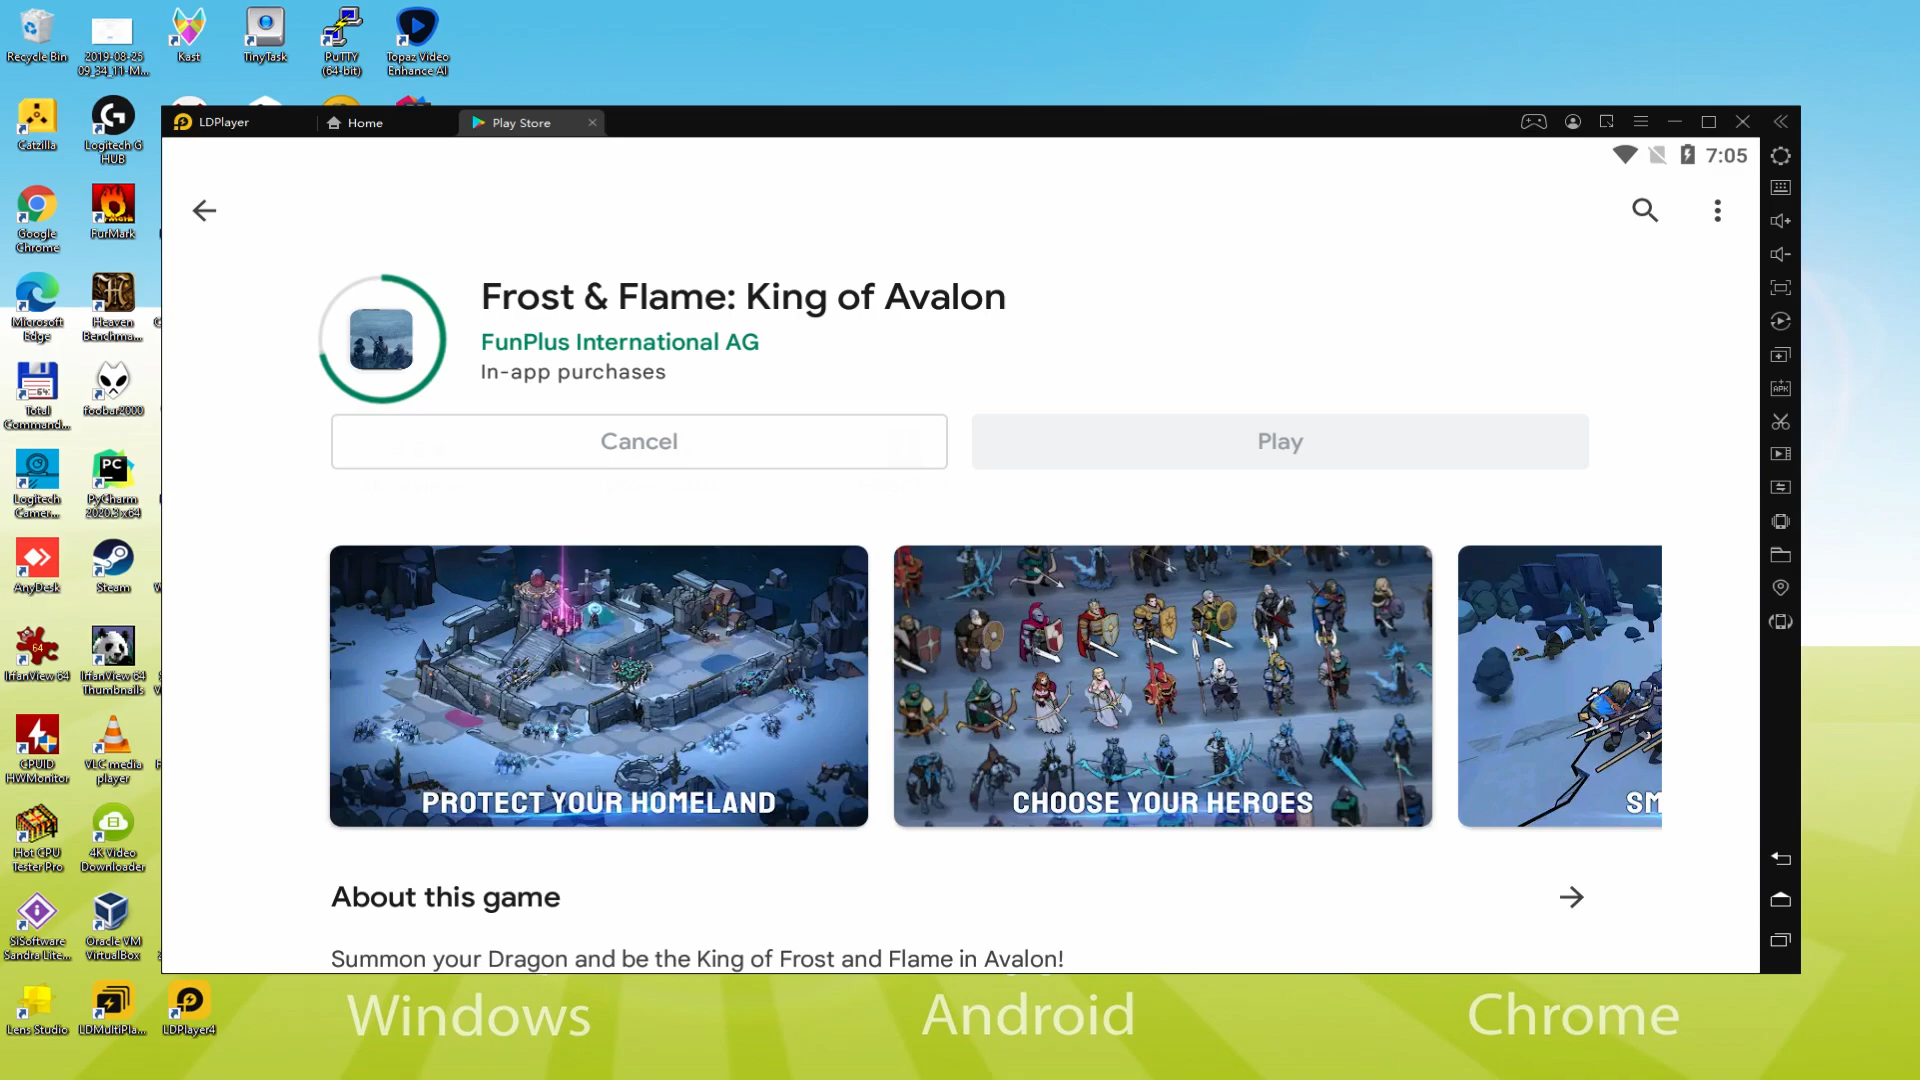 Recycle Bin
2019-08-25
09_34_11-M...
Kast
TinyTask
PuTTY
(64-bit)
Topaz Video
Enhance AI
Catzilla
Logitech G
HUB
Google
Chrome
FurMark
Microsoft
Edge
Heaven
Benchma...
64
Total
Command...
foobar2000
Logitech
Camer...
PC
PyCharm
2020.3 x64
AnyDesk
Steam
64
IrfanView 64
IrfanView 64
Thumbnails
CPUID
HWMonitor
VLC media
player
Hot CPU
Tester Pro
4K Video
Downloader
SiSoftware
Sandra Lite...
Oracle VM
VirtualBox
Lens Studio
LDMultiPla...
LDPlayer4
LDPlayer
Home
Play Store
7:05
Frost & Flame: King of Avalon
FunPlus International AG
In-app purchases
Cancel
Play
PROTECT YOUR HOMELAND
CHOOSE YOUR HEROES
SM
About this game
Summon your Dragon and be the King of Frost and Flame in Avalon!
APK
Windows
Android
Chrome